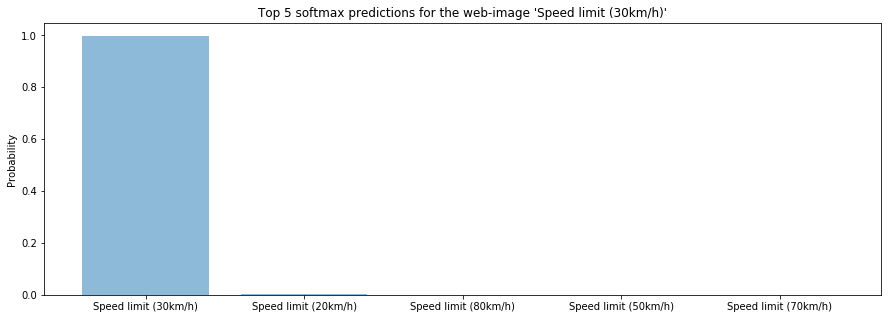 Top 5 softmax predictions for the web-image 'Speed limit (30km/h)'
Probability
1.0
0.8
0.6
0.4
0.2
0.0
Speed limit (30km/h) Speed limit (20km/h) Speed limit (80km/h) Speed limit (50km/h) Speed limit (70km/h)